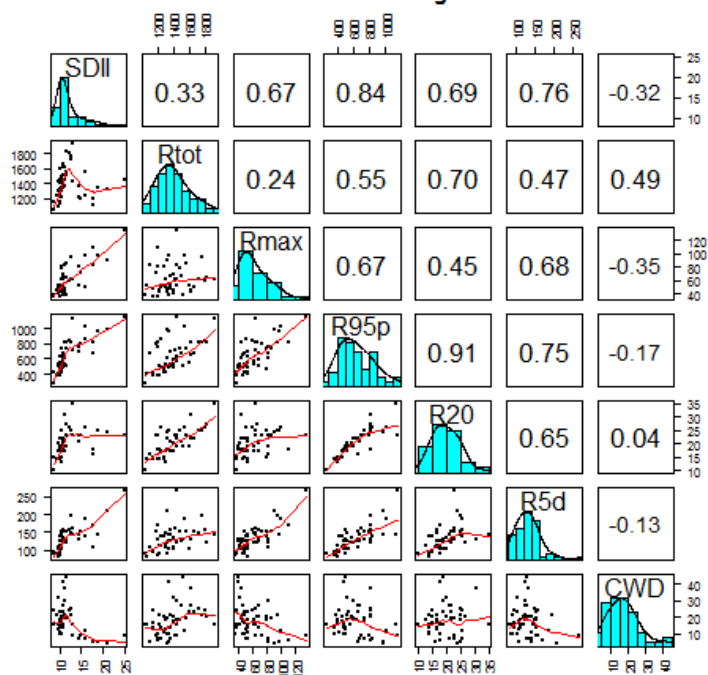 g
1200 1400 1600 1800
400 600 800 1000
100 150 200 250
SDII 0.33 0.67 0.84 0.69 0.76 -0.32
10 15 20 25
1200 1400 1600 1800
Rtot 0.24 0.55 0.70 0.47 0.49
Rmax 0.67 0.45 0.68 -0.35
40 60 80 100 120
400 600 800 1000
R95p 0.91 0.75 -0.17
R20 0.65 0.04
10 15 20 25 30 35
100 150 200 250
R5d -0.13
CWD
10 20 30 40
10 15 20 25
40 60 80 100 120
10 15 20 25 30 35
10 20 30 40